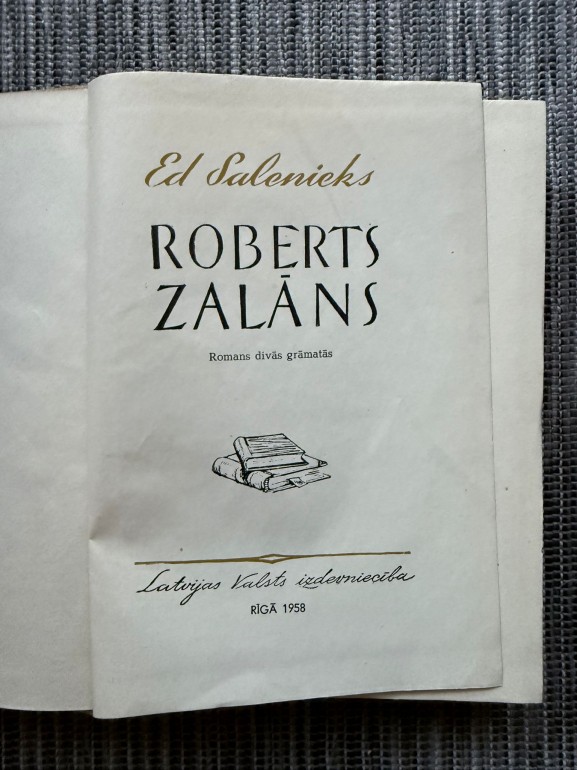 Ed Salenieks
ROBERTS
ZALĀNS
Romans divās grāmatās
Latvijas Valsts izdevniecība
RĪGĀ 1958